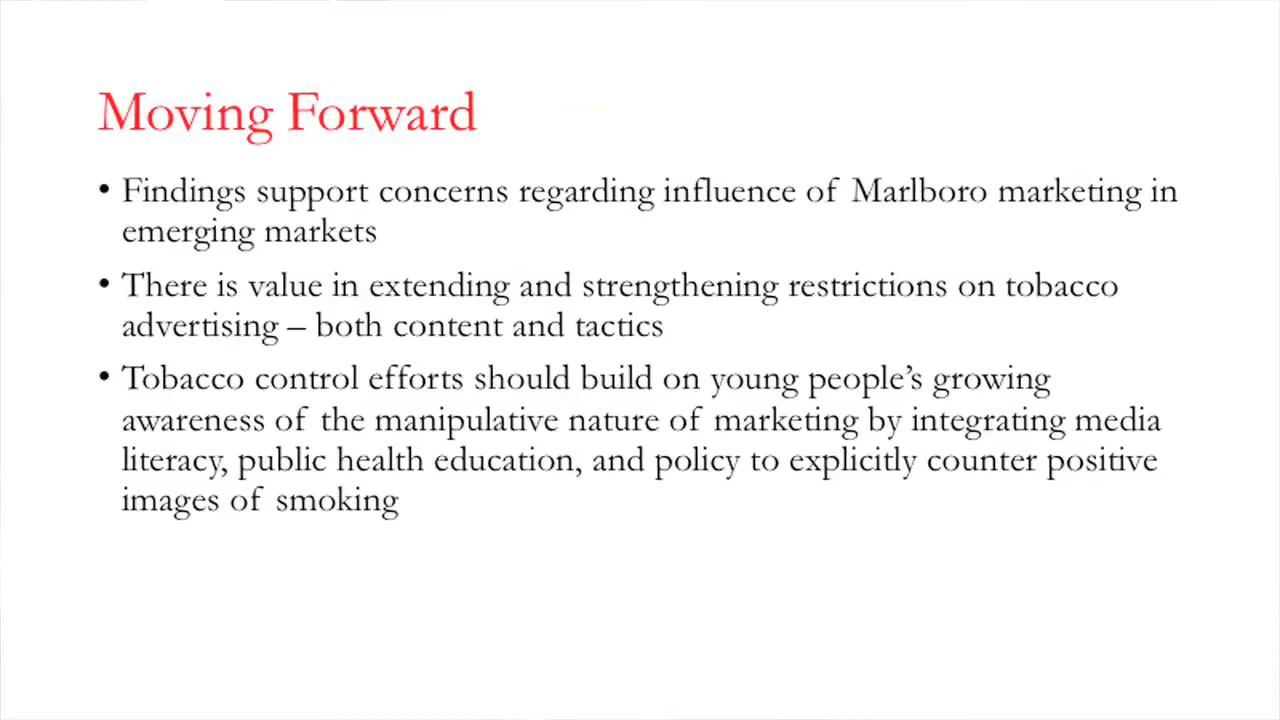 Moving Forward
• Findings support concerns regarding influence of Marlboro marketing in
emerging markets
• There is value in extending and strengthening restrictions on tobacco
advertising – both content and tactics
• Tobacco control efforts should build on young people’s growing
awareness of the manipulative nature of marketing by integrating media
literacy, public health education, and policy to explicitly counter positive
images of smoking